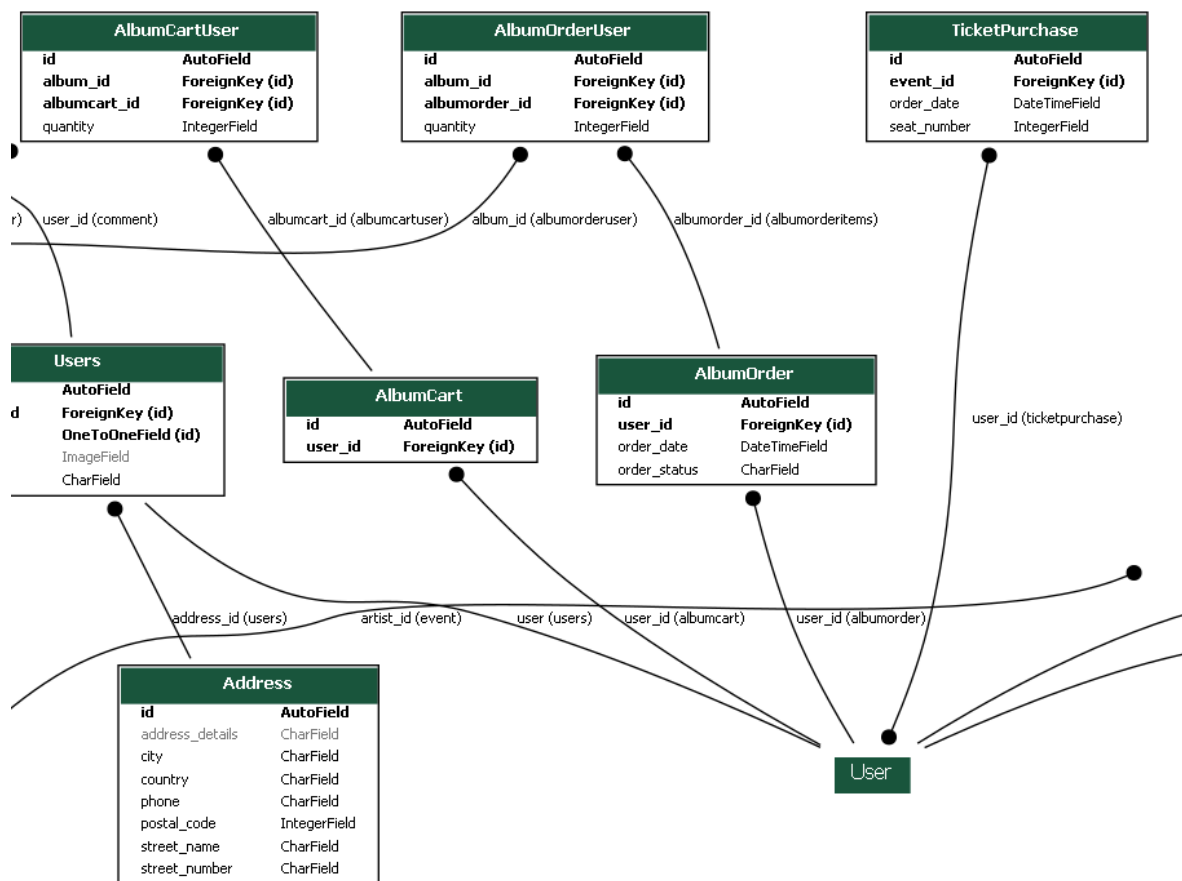 AlbumCartUser
id AutoField
album_id ForeignKey (id)
albumcart_id ForeignKey (id)
quantity IntegerField
AlbumOrderUser
id AutoField
album_id ForeignKey (id)
albumorder_id ForeignKey (id)
quantity IntegerField
TicketPurchase
id AutoField
event_id ForeignKey (id)
order_date DateTimeField
seat_number IntegerField
r) user_id (comment) albumcart_id (albumcartuser) album_id (albumorderuser) albumorder_id (albumorderitems)
Users
AutoField
d ForeignKey (id)
OneToOneField (id)
ImageField
CharField
AlbumCart
id AutoField
user_id ForeignKey (id)
AlbumOrder
id AutoField
user_id ForeignKey (id)
order_date DateTimeField
order_status CharField
user_id (ticketpurchase)
address_id (users) artist_id (event) user (users) user_id (albumcart) user_id (albumorder)
Address
id AutoField
address_details CharField
city CharField
country CharField
phone CharField
postal_code IntegerField
street_name CharField
street_number CharField
User